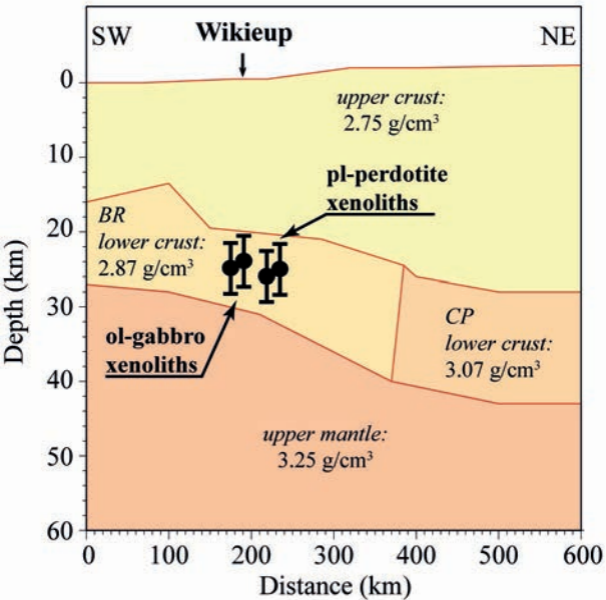 SW
Wikieup
NE
0
10
20
30
40
50
60
Depth (km)
upper crust:
2.75 g/cm³
pl-perdotite
xenoliths
BR
lower crust:
2.87 g/cm³
ol-gabbro
xenoliths
CP
lower crust:
3.07 g/cm³
upper mantle:
3.25 g/cm³
0 100 200 300 400 500 600
Distance (km)